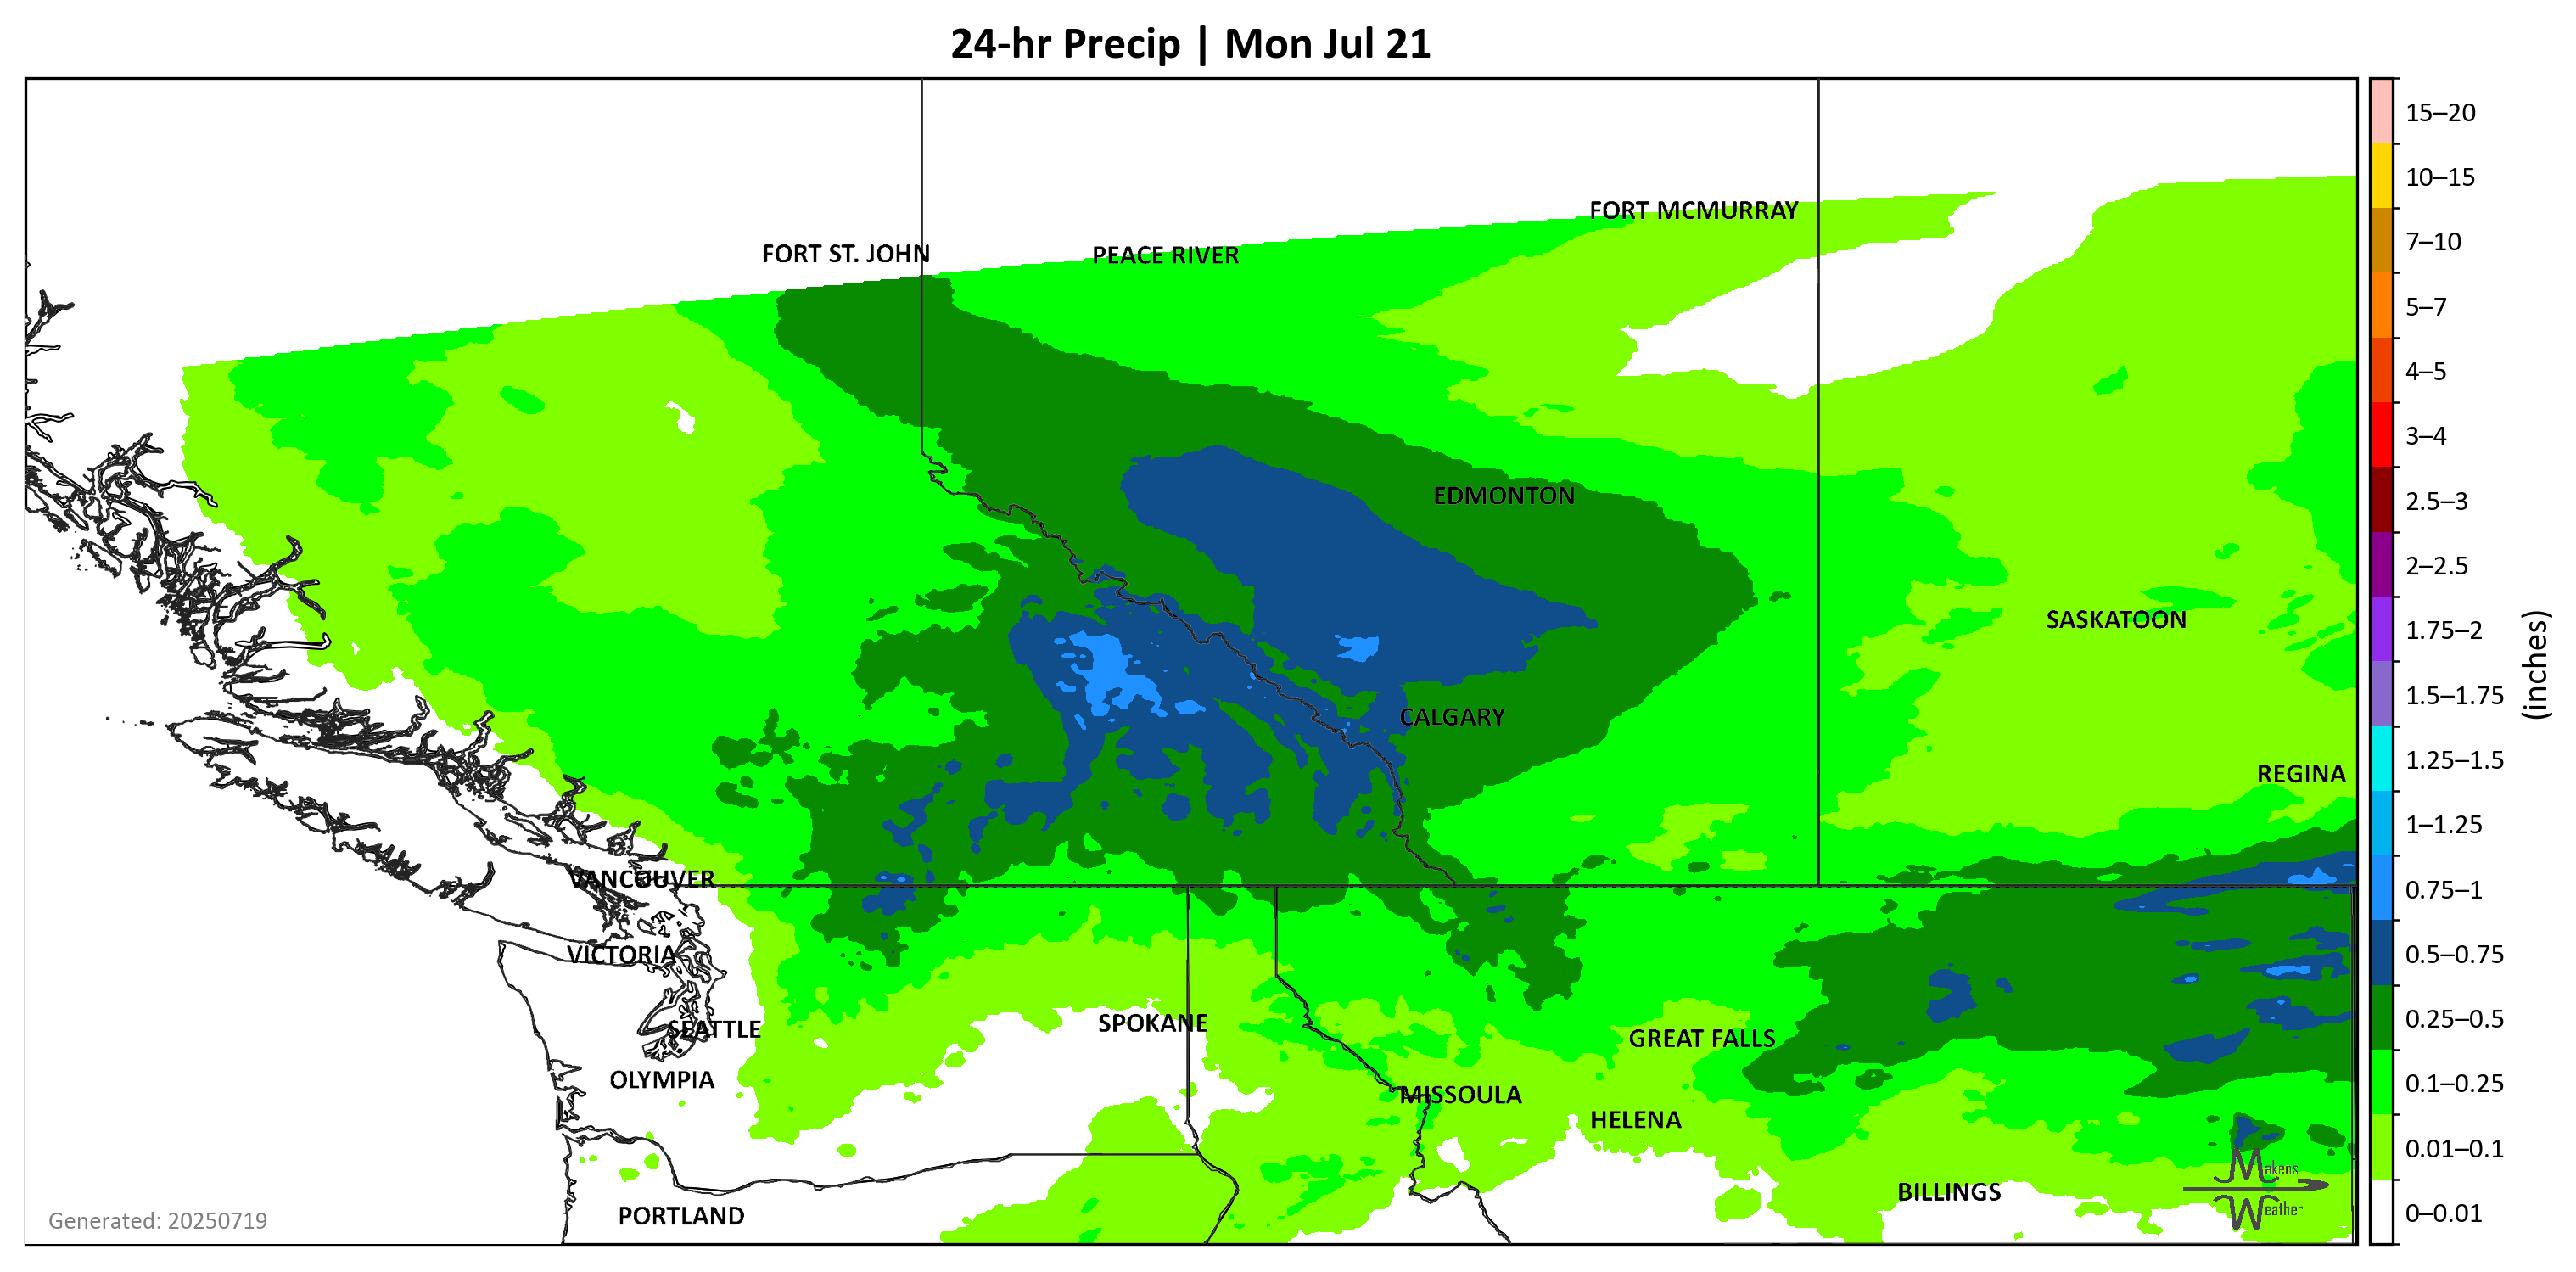 24-hr Precip | Mon Jul 21
FORT MCMURRAY
FORT ST. JOHN
PEACE RIVER
EDMONTON
SASKATOON
CALGARY
REGINA
VANCOUVER
VICTORIA
SEATTLE
SPOKANE
GREAT FALLS
OLYMPIA
MISSOULA
HELENA
BILLINGS
PORTLAND
Generated: 20250719
Makens
Weather
15–20
10–15
7–10
5–7
4–5
3–4
2.5–3
2–2.5
1.75–2
1.5–1.75
1.25–1.5
1–1.25
0.75–1
0.5–0.75
0.25–0.5
0.1–0.25
0.01–0.1
0–0.01
(inches)